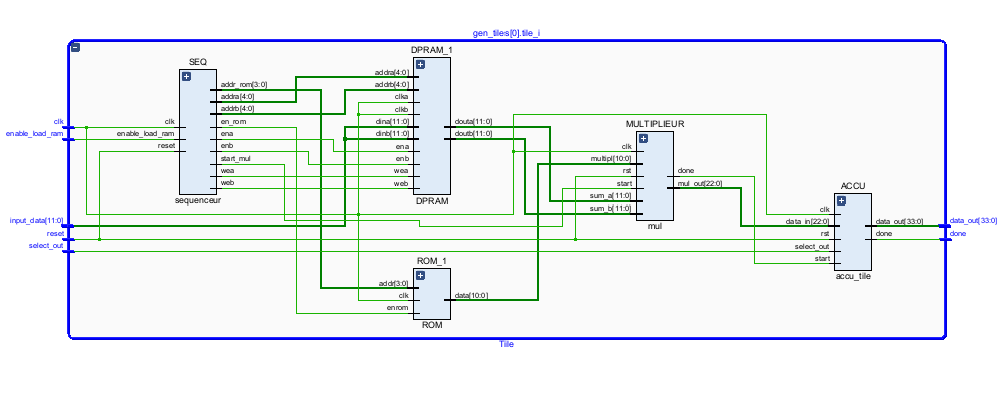 gen_tiles[0].tile_i
SEQ
addr_rom[3:0]
addra[4:0]
addrb[4:0]
clk
en_rom
enable_load_ram
ena
reset
enb
start_mul
wea
web
sequenceur
DPRAM_1
addra[4:0]
addrb[4:0]
clka
clkb
dina[11:0]
douta[11:0]
dinb[11:0]
doutb[11:0]
ena
enb
wea
web
DPRAM
MULTIPLIEUR
clk
multipl[10:0]
rst
done
start
mul_out[22:0]
sum_a[11:0]
sum_b[11:0]
mul
ACCU
clk
data_in[22:0]
data_out[33:0]
rst
done
select_out
start
accu_tile
ROM_1
addr[3:0]
clk
data[10:0]
enrom
ROM
clk
enable_load_ram
input_data[11:0]
reset
select_out
data_out[33:0]
done
Tile